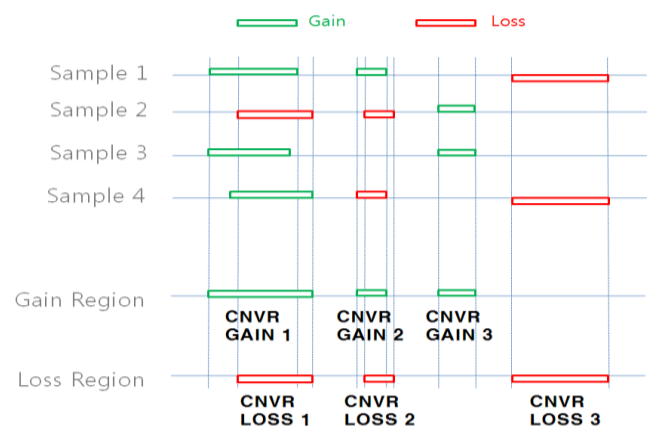 Gain Loss
Sample 1
Sample 2
Sample 3
Sample 4
Gain Region
CNVR CNVR CNVR
GAIN 1 GAIN 2 GAIN 3
Loss Region
CNVR CNVR CNVR
LOSS 1 LOSS 2 LOSS 3